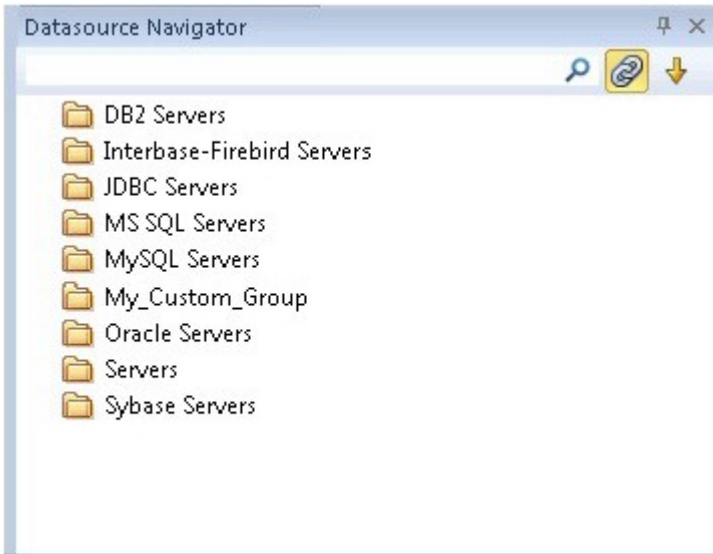 Datasource Navigator
DB2 Servers
Interbase-Firebird Servers
JDBC Servers
MS SQL Servers
MySQL Servers
My_Custom_Group
Oracle Servers
Servers
Sybase Servers